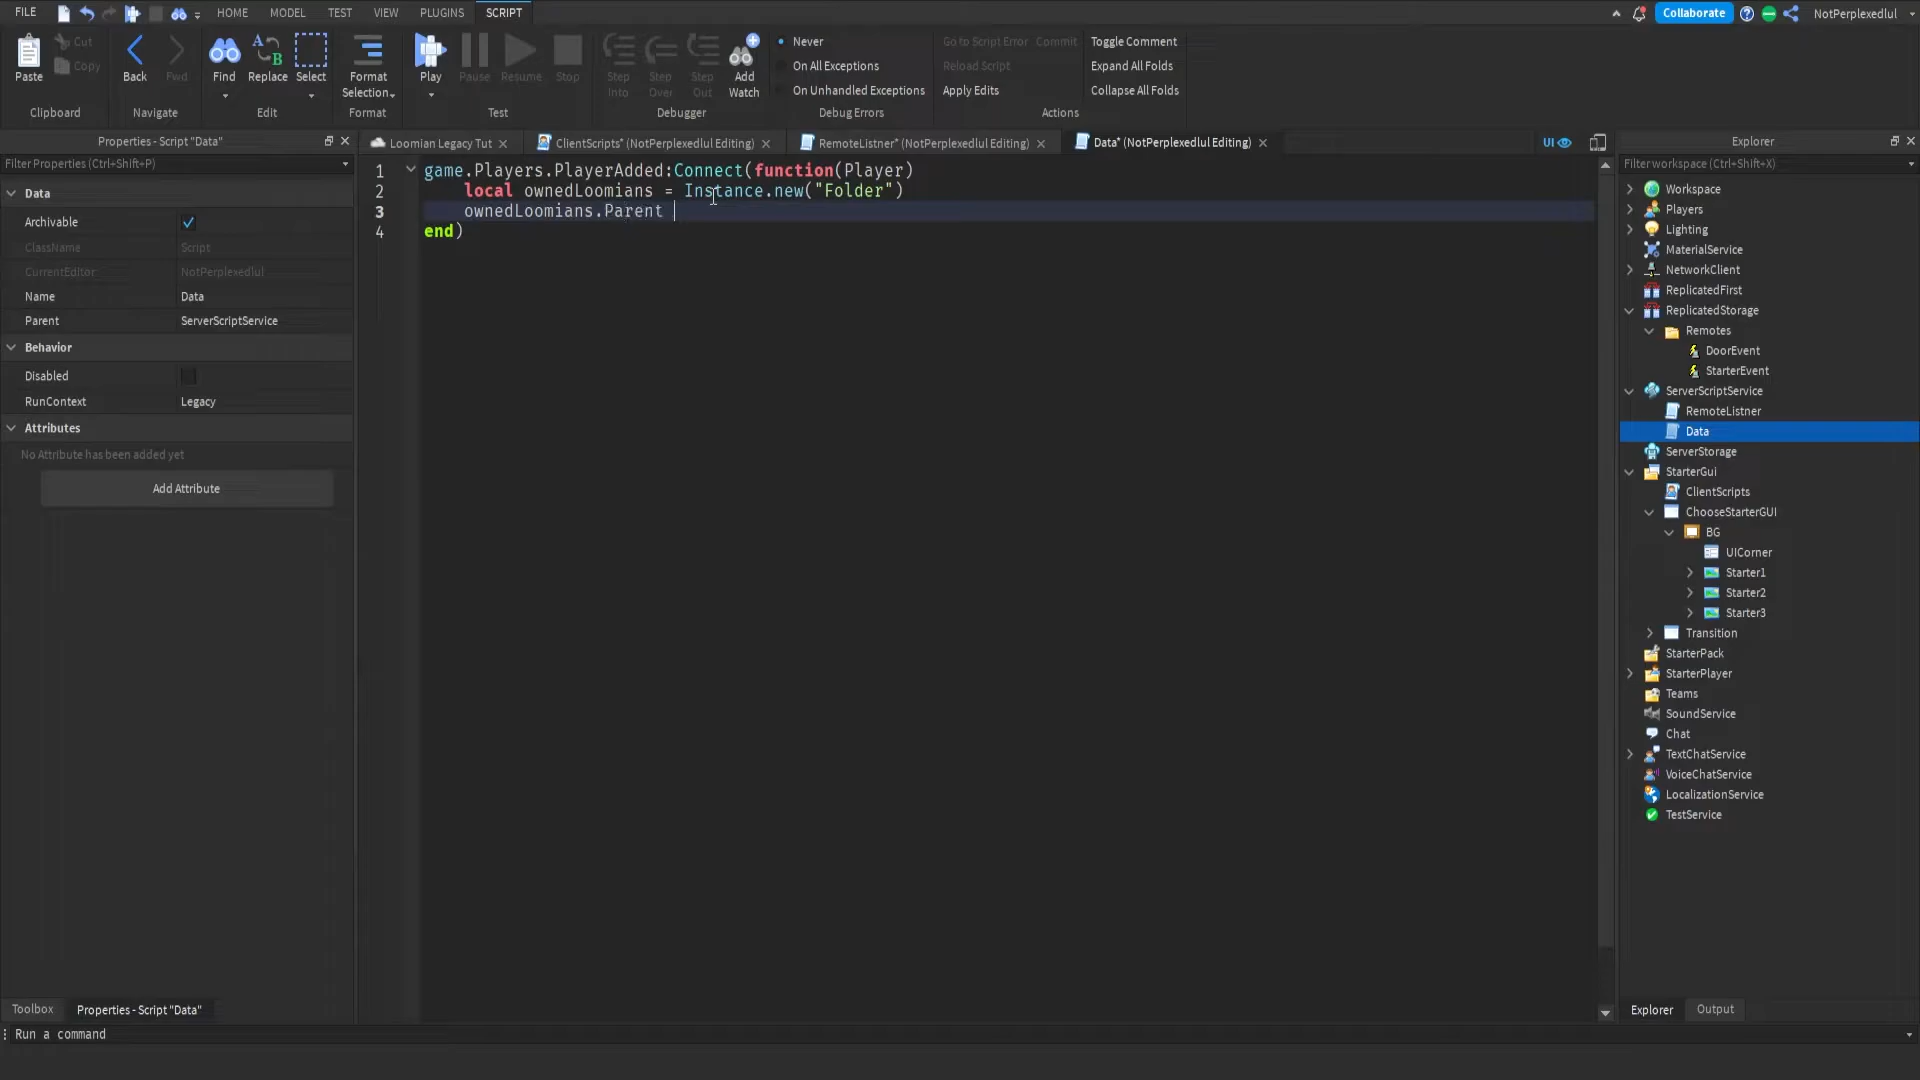 FILE HOME MODEL TEST VIEW PLUGINS SCRIPT Collaborate NotPerplexedlul
Paste Cut Copy Clipboard
Back Fwd Navigate
Find Replace Select Edit
Format Selection Format
Play Pause Resume Stop Test
Step Into Step Over Step Out Add Watch Debugger
Never
On All Exceptions
On Unhandled Exceptions
Debug Errors
Go to Script Error Commit Toggle Comment
Reload Script Expand All Folds
Apply Edits Collapse All Folds
Actions
Properties - Script "Data"
Filter Properties (Ctrl+Shift+P)
Data
Archivable
ClassName Script
CurrentEditor NotPerplexedlul
Name Data
Parent ServerScriptService
Behavior
Disabled
RunContext Legacy
Attributes
No Attribute has been added yet
Add Attribute
Toolbox Properties - Script "Data"
Run a command
Loomian Legacy Tut ClientScripts* (NotPerplexedlul Editing) RemoteListner* (NotPerplexedlul Editing) Data* (NotPerplexedlul Editing) UI
1 game.Players.PlayerAdded:Connect(function(Player)
2 local ownedLoomians = Instance.new("Folder")
3 ownedLoomians.Parent
4 end)
Explorer
Filter workspace (Ctrl+Shift+X)
Workspace
Players
Lighting
MaterialService
NetworkClient
ReplicatedFirst
ReplicatedStorage
Remotes
DoorEvent
StarterEvent
ServerScriptService
RemoteListner
Data
ServerStorage
StarterGui
ClientScripts
ChooseStarterGUI
BG
UICorner
Starter1
Starter2
Starter3
Transition
StarterPack
StarterPlayer
Teams
SoundService
Chat
TextChatService
VoiceChatService
LocalizationService
TestService
Explorer Output